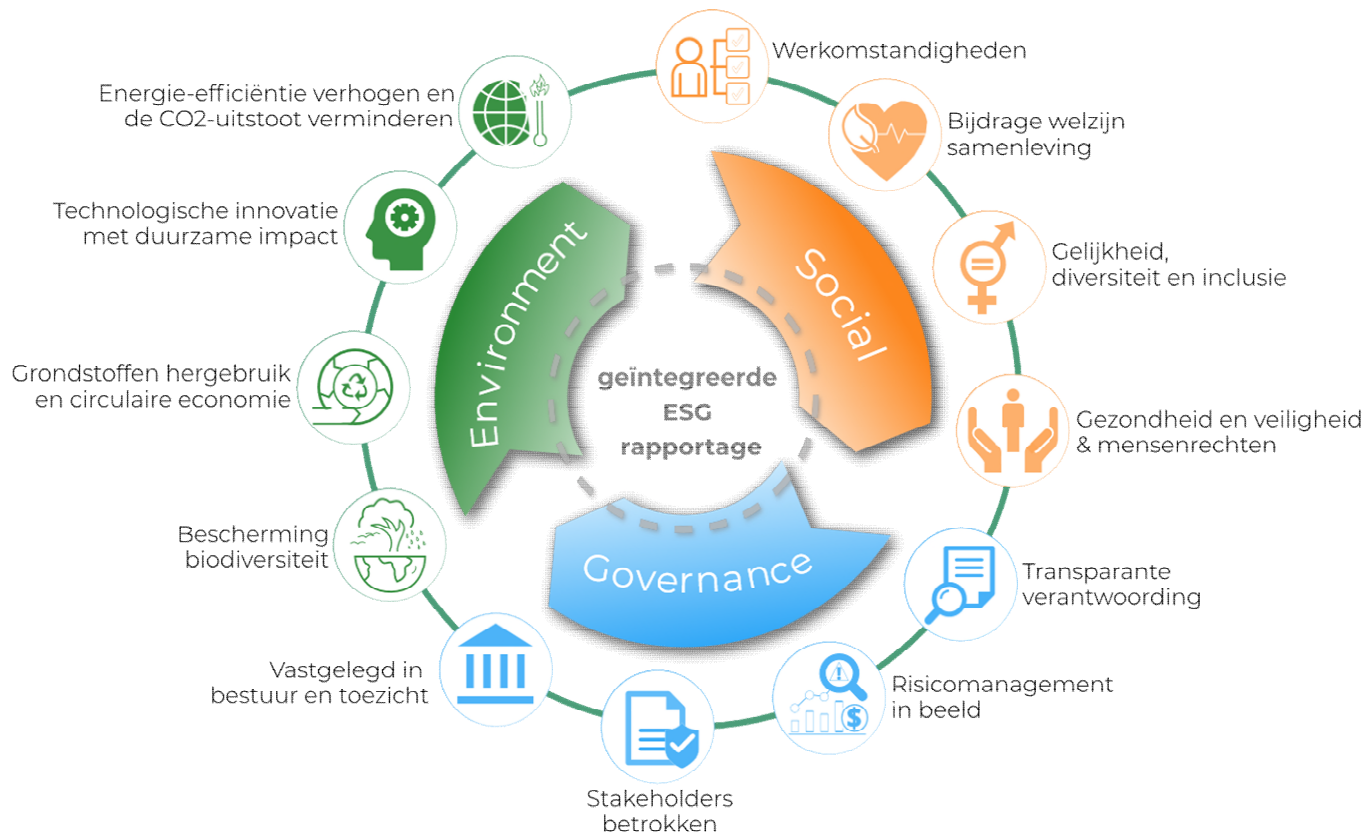 Werkomstandigheden
Bijdrage welzijn
samenleving
Gelijkheid,
diversiteit en inclusie
Gezondheid en veiligheid
& mensenrechten
Transparante
verantwoording
Risicomanagement
in beeld
Stakeholders
betrokken
Vastgelegd in
bestuur en toezicht
Bescherming
biodiversiteit
Grondstoffen hergebruik
en circulaire economie
Technologische innovatie
met duurzame impact
Energie-efficiëntie verhogen en
de CO2-uitstoot verminderen
Environment
Social
Governance
geïntegreerde
ESG
rapportage
$